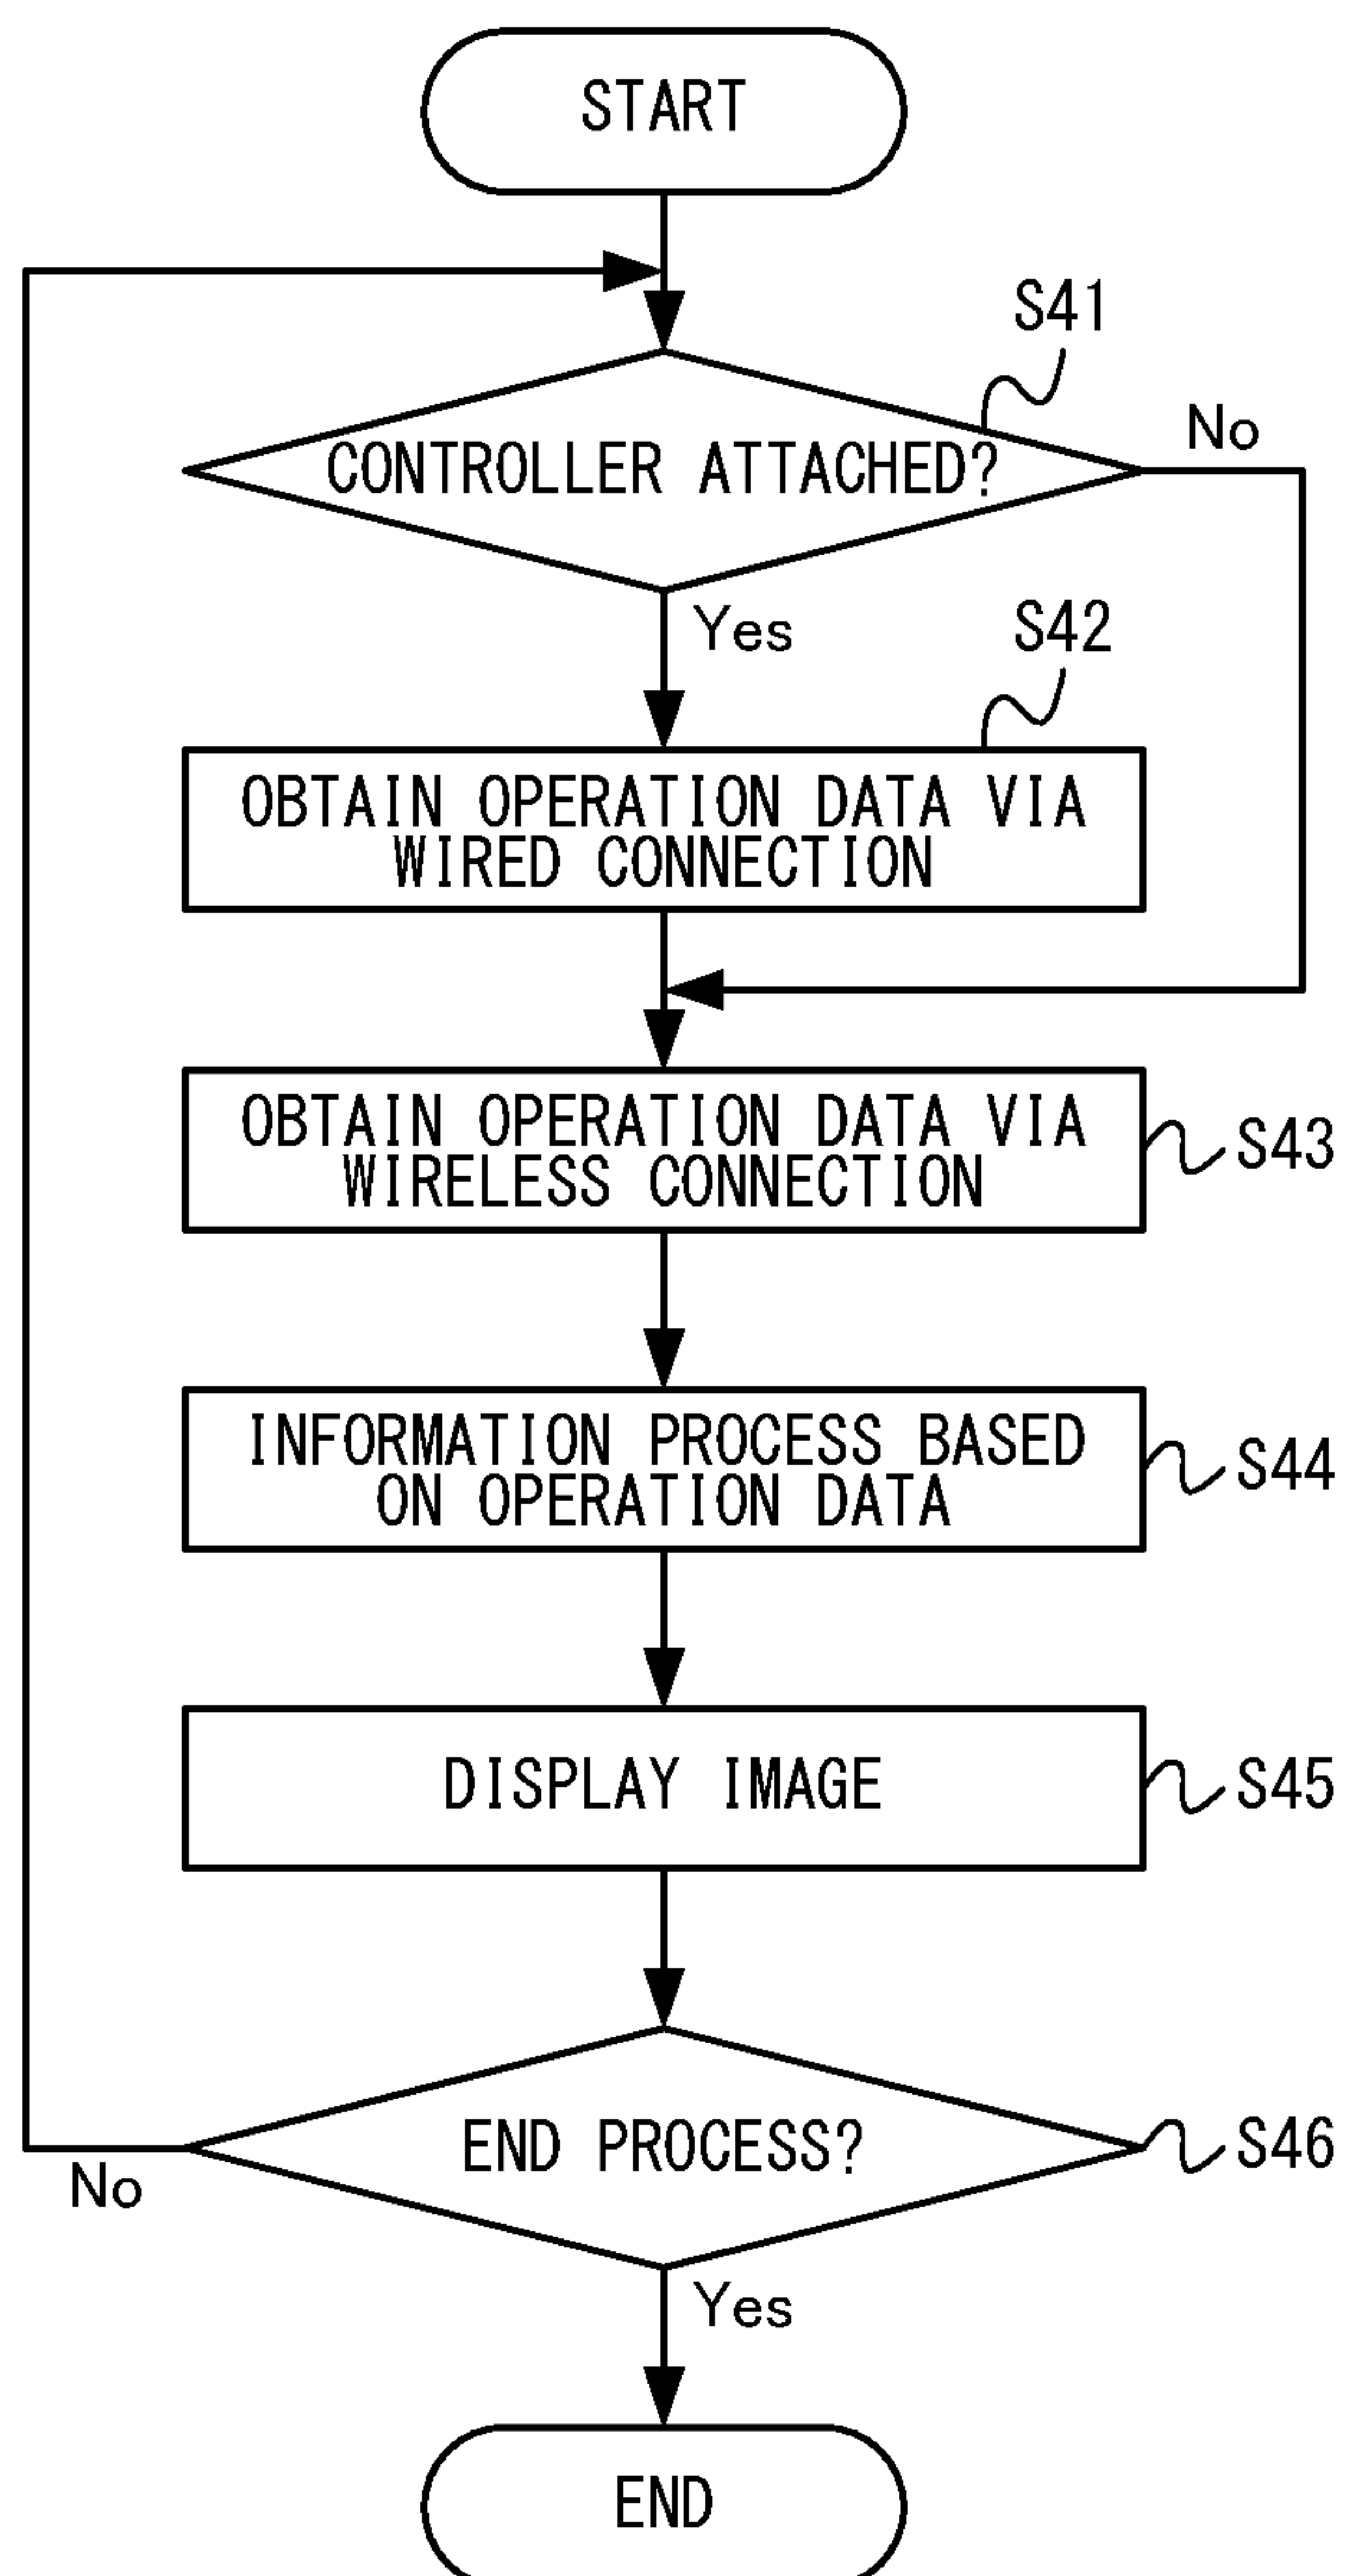 START
S41
CONTROLLER ATTACHED?
No
Yes
S42
OBTAIN OPERATION DATA VIA
WIRED CONNECTION
OBTAIN OPERATION DATA VIA
WIRELESS CONNECTION
S43
INFORMATION PROCESS BASED
ON OPERATION DATA
S44
DISPLAY IMAGE
S45
END PROCESS?
S46
No
Yes
END